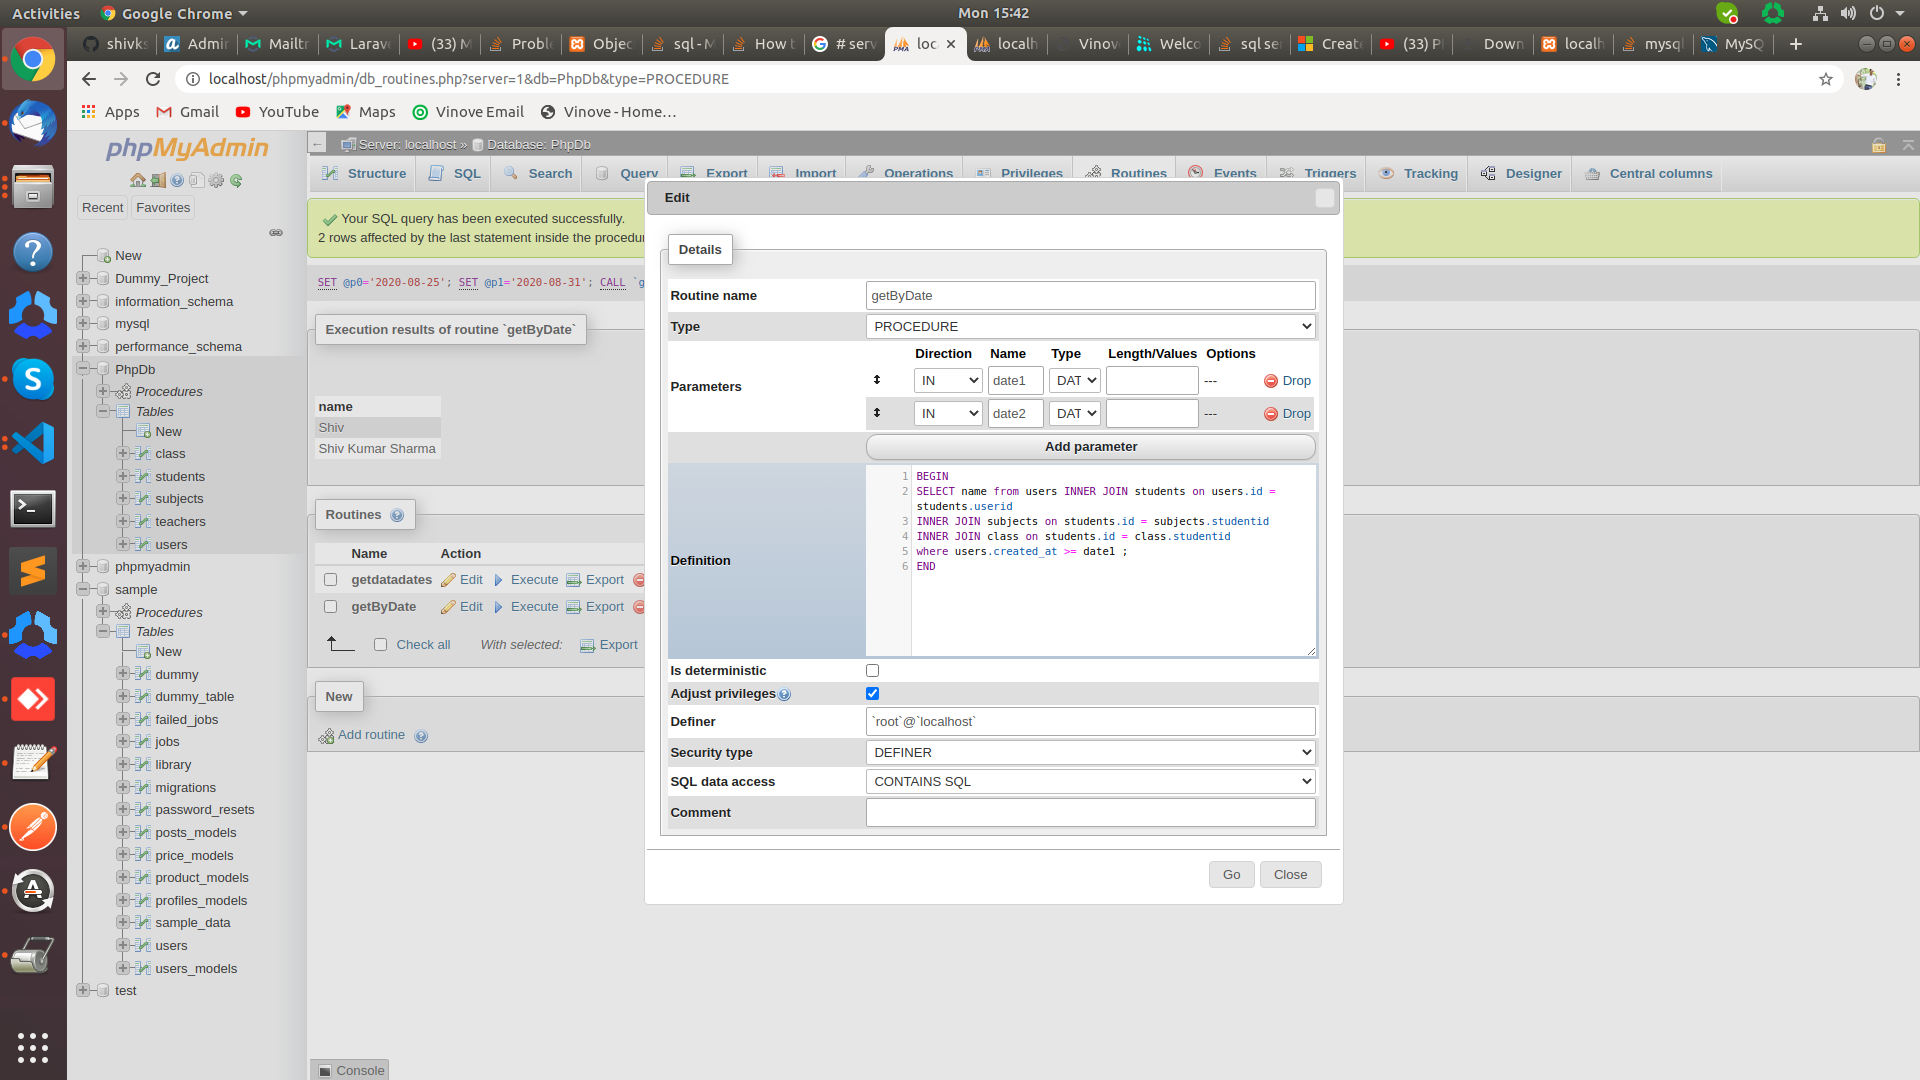 Activities
Google Chrome
Mon 15:42
shivks
Admin
Mailtr
Larav
(33) M
Proble
Objec
sql - M
How t
# serv
loc
localh
Vinov
Welco
sql ser
Creat
(33) P
Down
localh
mysql
MySQ
localhost/phpmyadmin/db_routines.php?server=1&db=PhpDb&type=PROCEDURE
Apps
Gmail
YouTube
Maps
Vinove Email
Vinove - Home...
phpMyAdmin
Recent
Favorites
New
Dummy_Project
information_schema
mysql
performance_schema
PhpDb
Procedures
Tables
New
class
students
subjects
teachers
users
phpmyadmin
sample
Procedures
Tables
New
dummy
dummy_table
failed_jobs
jobs
library
migrations
password_resets
posts_models
price_models
product_models
profiles_models
sample_data
users
users_models
test
Server: localhost » Database: PhpDb
Structure
SQL
Search
Query
Export
Import
Operations
Privileges
Routines
Events
Triggers
Tracking
Designer
Central columns
Your SQL query has been executed successfully.
2 rows affected by the last statement inside the procedur
SET @p0='2020-08-25'; SET @p1='2020-08-31'; CALL `g
Execution results of routine `getByDate`
name
Shiv
Shiv Kumar Sharma
Routines
Name Action
getdatadates Edit Execute Export
getByDate Edit Execute Export
Check all With selected: Export
New
Add routine
Console
Edit
Details
Routine name getByDate
Type PROCEDURE
Parameters
Direction Name Type Length/Values Options
IN date1 DAT --- Drop
IN date2 DAT --- Drop
Add parameter
Definition
1 BEGIN
2 SELECT name from users INNER JOIN students on users.id =
students.userid
3 INNER JOIN subjects on students.id = subjects.studentid
4 INNER JOIN class on students.id = class.studentid
5 where users.created_at >= date1 ;
6 END
Is deterministic
Adjust privileges
Definer `root`@`localhost`
Security type DEFINER
SQL data access CONTAINS SQL
Comment
Go
Close